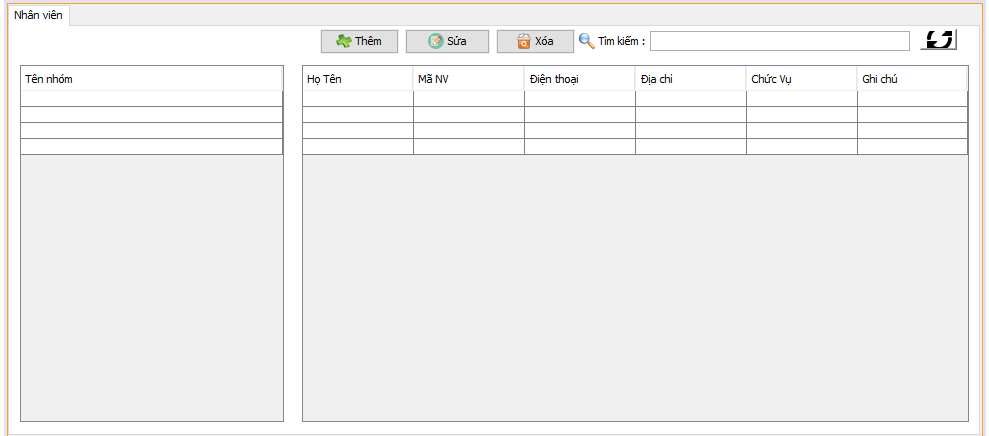 Nhân viên
Thêm Sửa Xóa Tìm kiếm :
Tên nhóm
Họ Tên Mã NV Điện thoại Địa chỉ Chức Vụ Ghi chú